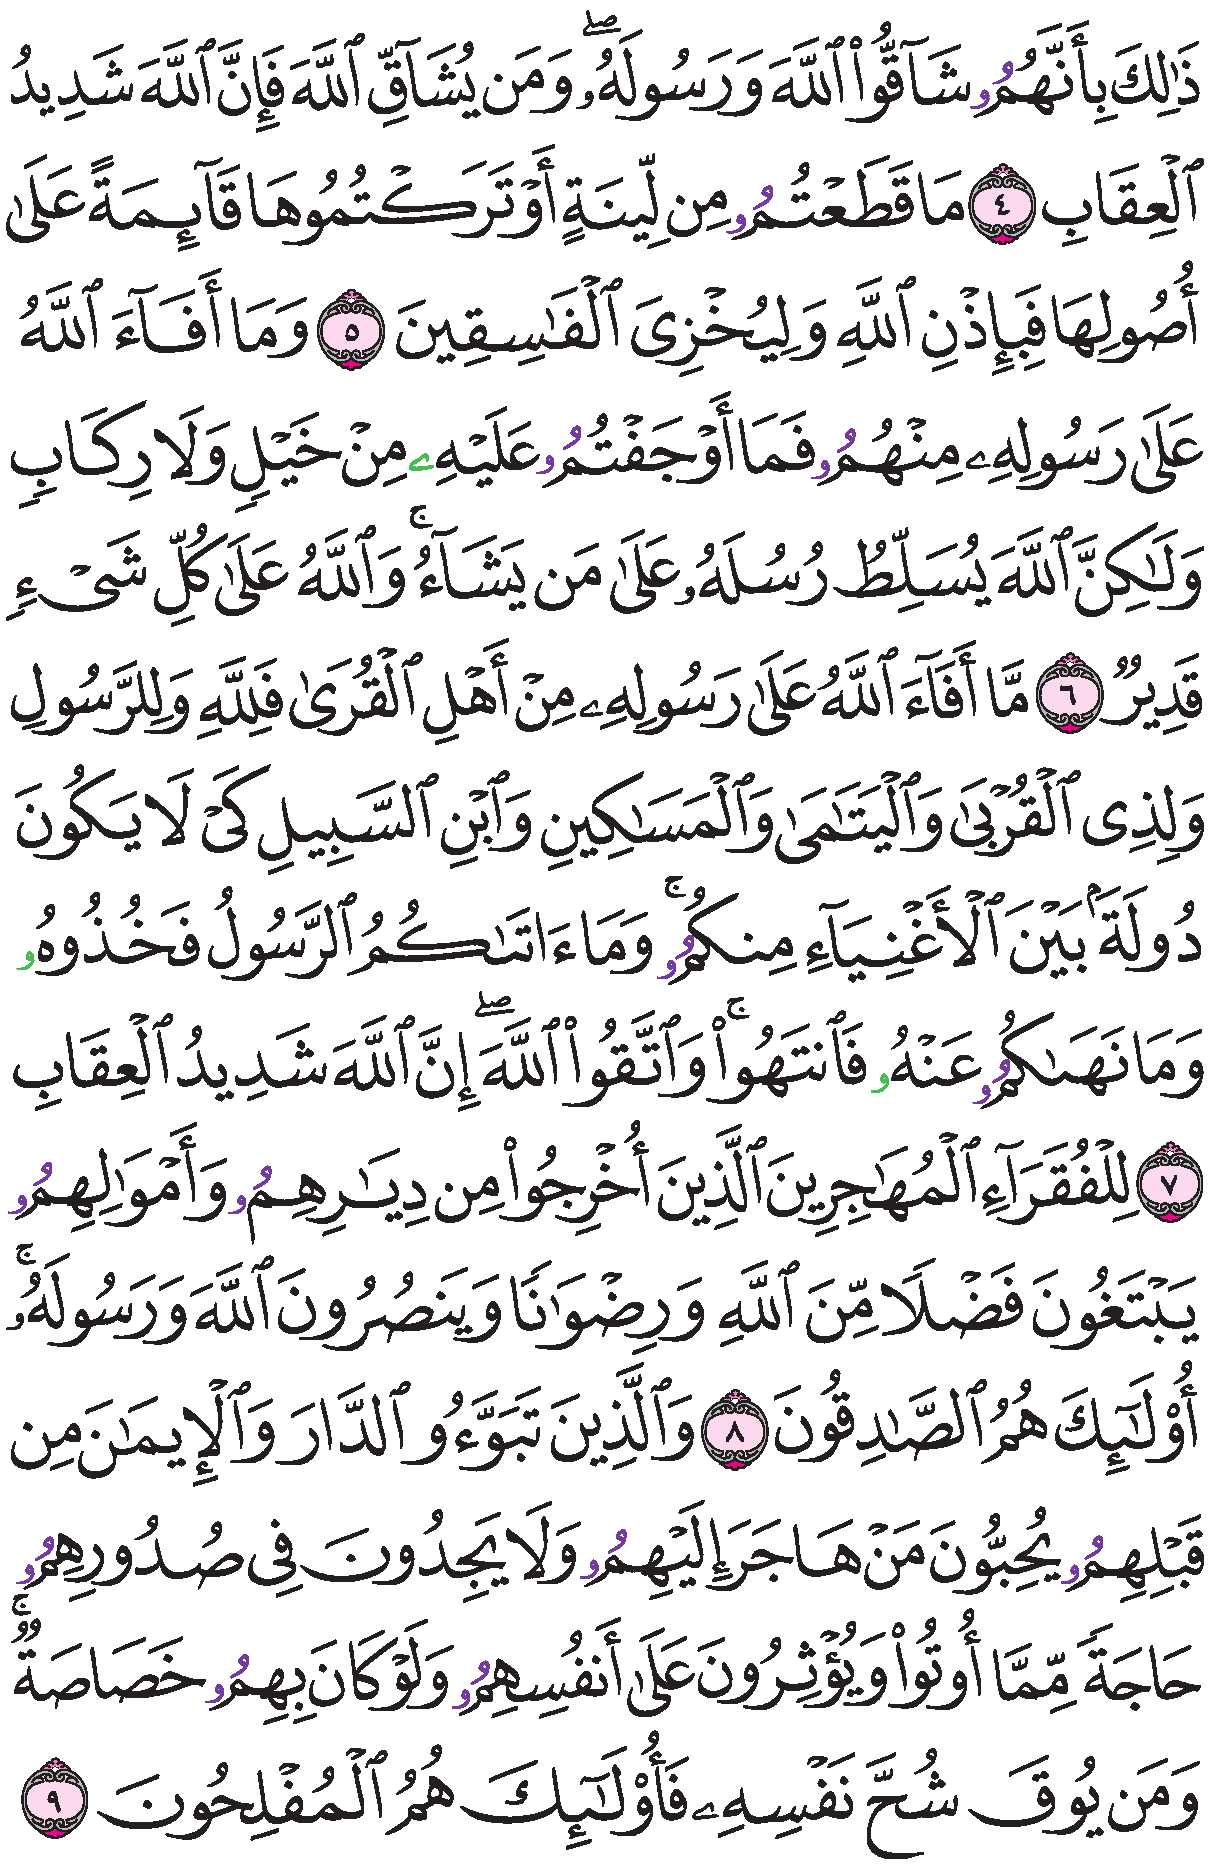 ذَٰلِكَ بِأَنَّهُمُۥ شَآقُّوا۟ ٱللَّهَ وَرَسُولَهُۥ ۖ وَمَن يُشَآقِّ ٱللَّهَ فَإِنَّ ٱللَّهَ شَدِيدُ
ٱلْعِقَابِ ٤ مَا قَطَعْتُمُۥ مِن لِّينَةٍ أَوْ تَرَكْتُمُوهَا قَآئِمَةً عَلَىٰٓ
أُصُولِهَا فَبِإِذْنِ ٱللَّهِ وَلِيُخْزِىَ ٱلْفَـٰسِقِينَ ٥ وَمَا أَفَآءَ ٱللَّهُ
عَلَىٰ رَسُولِهِۦ مِنْهُمُۥ فَمَا أَوْجَفْتُمُۥ عَلَيْهِۦ مِنْ خَيْلٍ وَلَا رِكَابٍ
وَلَـٰكِنَّ ٱللَّهَ يُسَلِّطُ رُسُلَهُۥ عَلَىٰ مَن يَشَآءُ ۚ وَٱللَّهُ عَلَىٰ كُلِّ شَىْءٍ
قَدِيرٌ ٦ مَّا أَفَآءَ ٱللَّهُ عَلَىٰ رَسُولِهِۦ مِنْ أَهْلِ ٱلْقُرَىٰ فَلِلَّهِ وَلِلرَّسُولِ
وَلِذِى ٱلْقُرْبَىٰ وَٱلْيَتَـٰمَىٰ وَٱلْمَسَـٰكِينِ وَٱبْنِ ٱلسَّبِيلِ كَىْ لَا يَكُونَ
دُولَةَۢ بَيْنَ ٱلْأَغْنِيَآءِ مِنكُمُۥ ۚ وَمَا ءَاتَىٰكُمُ ٱلرَّسُولُ فَخُذُوهُۥ
وَمَا نَهَىٰكُمُۥ عَنْهُۥ فَٱنتَهُوا۟ ۚ وَٱتَّقُوا۟ ٱللَّهَ ۖ إِنَّ ٱللَّهَ شَدِيدُ ٱلْعِقَابِ
٧ لِلْفُقَرَآءِ ٱلْمُهَـٰجِرِينَ ٱلَّذِينَ أُخْرِجُوا۟ مِن دِيَـٰرِهِمُۥ وَأَمْوَٰلِهِمُۥ
يَبْتَغُونَ فَضْلًا مِّنَ ٱللَّهِ وَرِضْوَٰنًا وَيَنصُرُونَ ٱللَّهَ وَرَسُولَهُۥ ۚ
أُو۟لَـٰٓئِكَ هُمُ ٱلصَّـٰدِقُونَ ٨ وَٱلَّذِينَ تَبَوَّءُو ٱلدَّارَ وَٱلْإِيمَـٰنَ مِن
قَبْلِهِمُۥ يُحِبُّونَ مَنْ هَاجَرَ إِلَيْهِمُۥ وَلَا يَجِدُونَ فِى صُدُورِهِمُۥ
حَاجَةً مِّمَّا أُوتُوا۟ وَيُؤْثِرُونَ عَلَىٰ أَنفُسِهِمُۥ وَلَوْ كَانَ بِهِمُۥ خَصَاصَةٌ ۚ
وَمَن يُوقَ شُحَّ نَفْسِهِۦ فَأُو۟لَـٰٓئِكَ هُمُ ٱلْمُفْلِحُونَ ٩